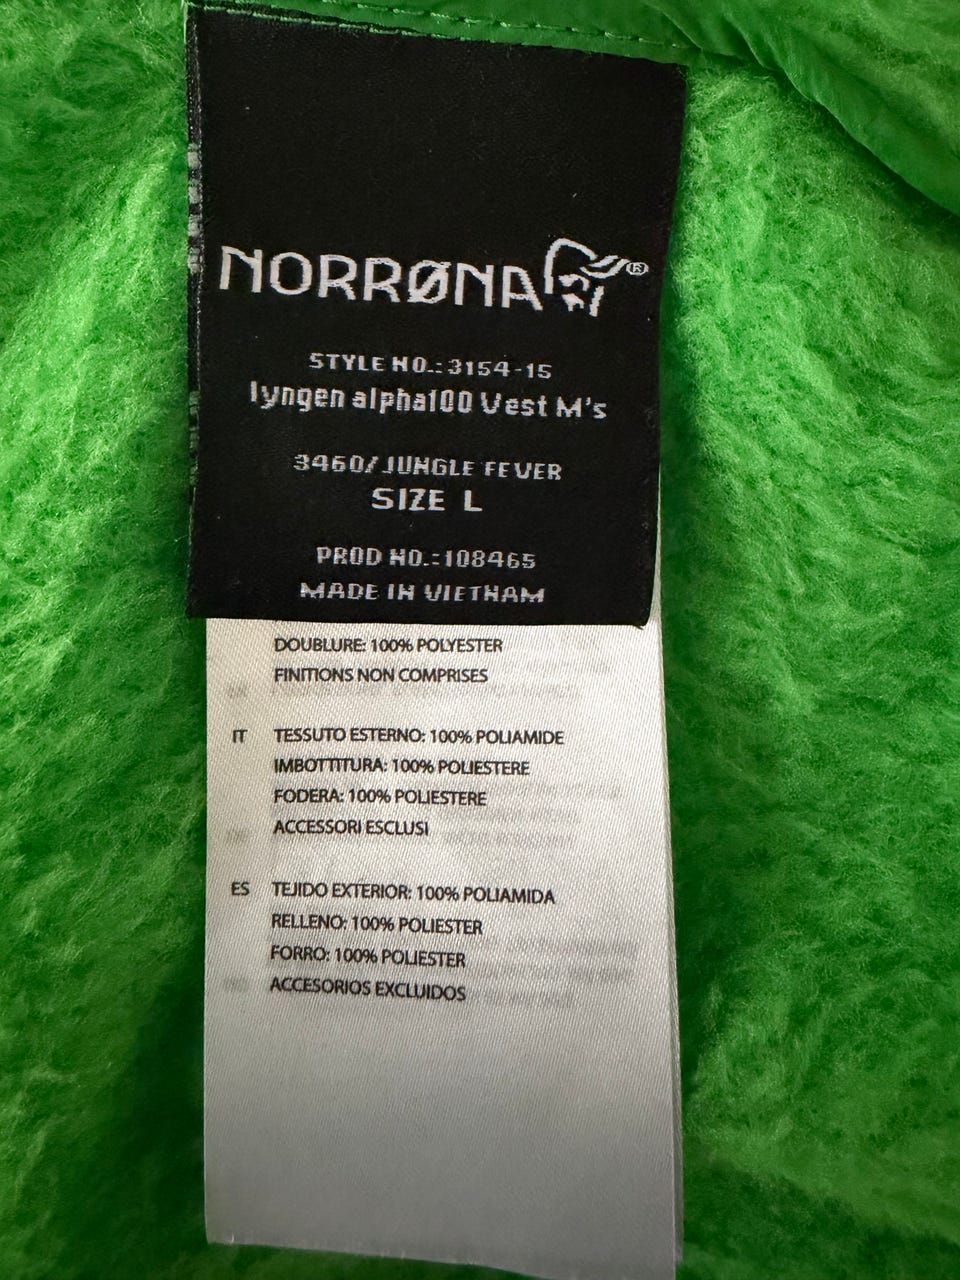 NORRØNA®
STYLE NO.:3154-15
lyngen alpha100 Vest M's
3460/JUNGLE FEVER
SIZE L
PROD NO.:108465
MADE IN VIETNAM
DOUBLURE: 100% POLYESTER
FINITIONS NON COMPRISES
IT TESSUTO ESTERNO: 100% POLIAMIDE
IMBOTTITURA: 100% POLIESTERE
FODERA: 100% POLIESTERE
ACCESSORI ESCLUSI
ES TEJIDO EXTERIOR: 100% POLIAMIDA
RELLENO: 100% POLIESTER
FORRO: 100% POLIESTER
ACCESORIOS EXCLUIDOS